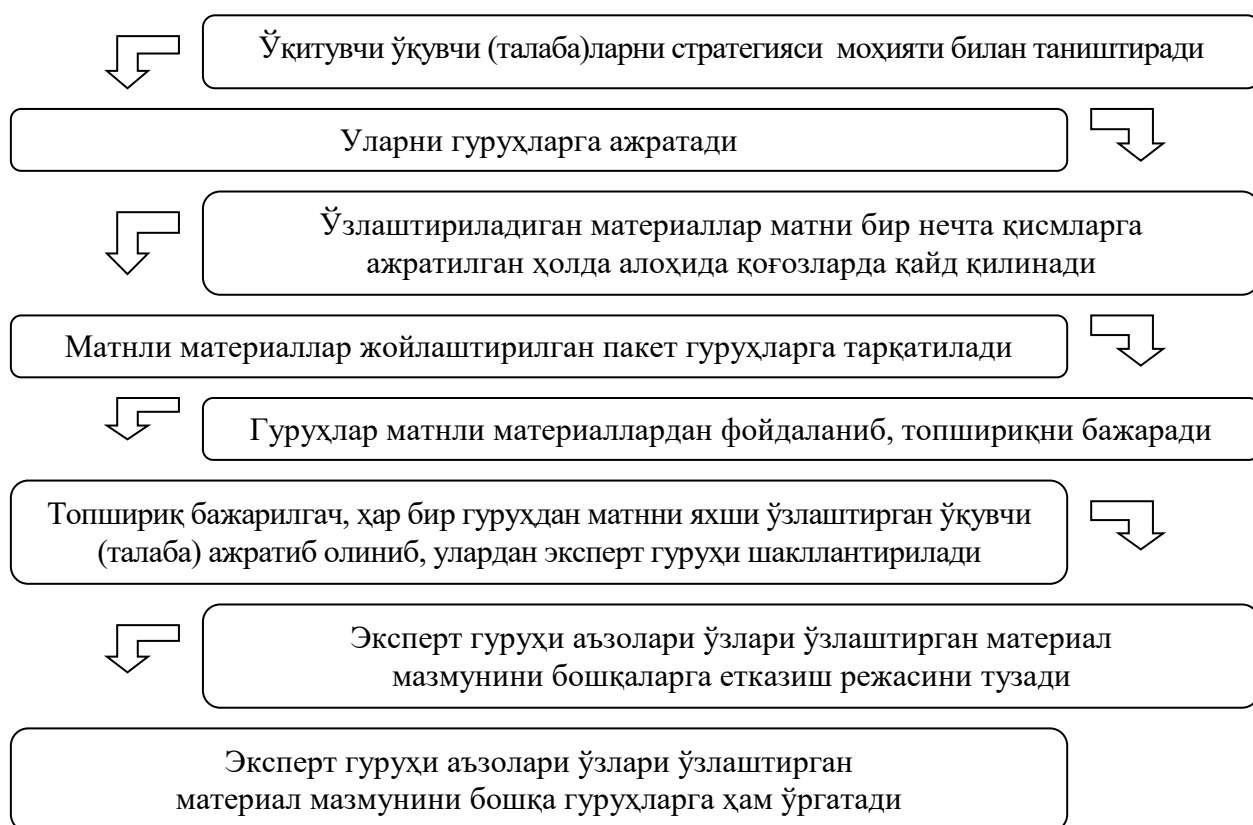 Ўқитувчи ўқувчи (талаба)ларни стратегияси моҳияти билан таништиради
Уларни гуруҳларга ажратади
Ўзлаштириладиган материаллар матни бир нечта қисмларга
ажратилган ҳолда алоҳида қоғозларда қайд қилинади
Матнли материаллар жойлаштирилган пакет гуруҳларга тарқатилади
Гуруҳлар матнли материаллардан фойдаланиб, топшириқни бажаради
Топшириқ бажарилгач, ҳар бир гуруҳдан матнни яхши ўзлаштирган ўқувчи
(талаба) ажратиб олиниб, улардан эксперт гуруҳи шакллантирилади
Эксперт гуруҳи аъзолари ўзлари ўзлаштирган материал
мазмунини бошқаларга етказиш режасини тузади
Эксперт гуруҳи аъзолари ўзлари ўзлаштирган
материал мазмунини бошқа гуруҳларга ҳам ўргатади